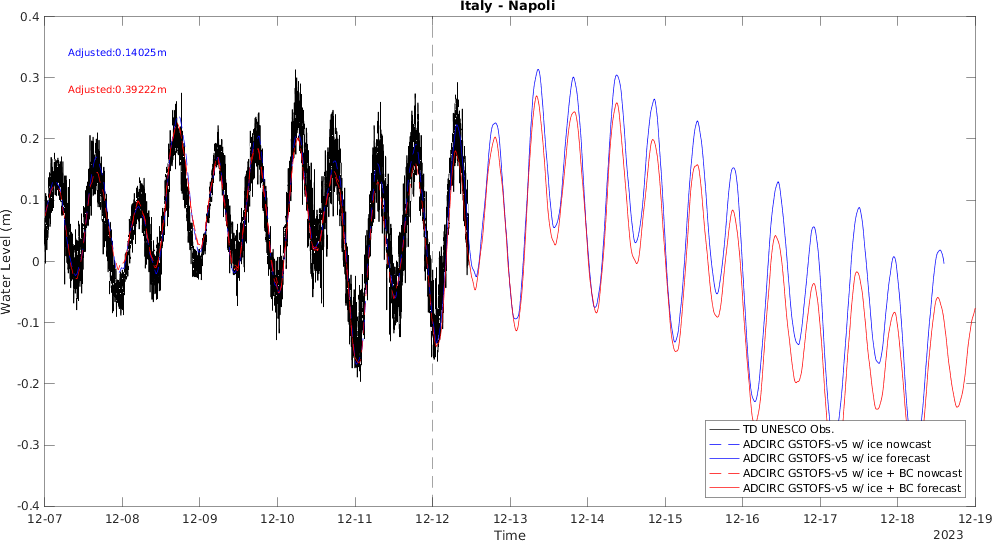 Italy - Napoli
0.4
Adjusted:0.14025m
0.3
Adjusted:0.39222m
0.2
0.1
0
-0.1
-0.2
-0.3
-0.4
Water Level (m)
TD UNESCO Obs.
ADCIRC GSTOFS-v5 w/ ice nowcast
ADCIRC GSTOFS-v5 w/ ice forecast
ADCIRC GSTOFS-v5 w/ ice + BC nowcast
ADCIRC GSTOFS-v5 w/ ice + BC forecast
12-07 12-08 12-09 12-10 12-11 12-12 12-13 12-14 12-15 12-16 12-17 12-18 12-19
Time
2023